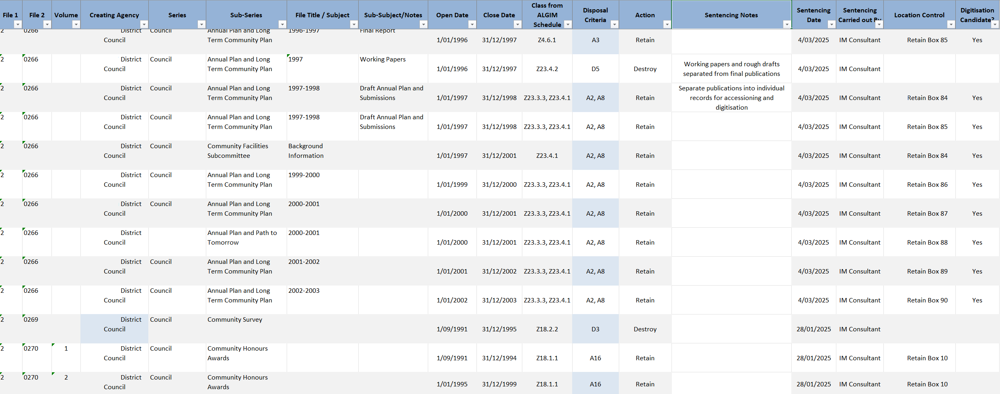 File 1 File 2 Volume Creating Agency Series Sub-Series File Title / Subject Sub-Subject/Notes Open Date Close Date Class from ALGIM Schedule Disposal Criteria Action Sentencing Notes Sentencing Date Sentencing Carried out By Location Control Digitisation Candidate?
2 0266 District Council Council Annual Plan and Long Term Community Plan 1996-1997 Final Report 1/01/1996 31/12/1997 Z4.6.1 A3 Retain 4/03/2025 IM Consultant Retain Box 85 Yes
2 0266 District Council Council Annual Plan and Long Term Community Plan 1997 Working Papers 1/01/1996 31/12/1997 Z23.4.2 D5 Destroy Working papers and rough drafts separated from final publications 4/03/2025 IM Consultant
2 0266 District Council Council Annual Plan and Long Term Community Plan 1997-1998 Draft Annual Plan and Submissions 1/01/1997 31/12/1998 Z23.3.3, Z23.4.1 A2, A8 Retain Separate publications into individual records for accessioning and digitisation 4/03/2025 IM Consultant Retain Box 84 Yes
2 0266 District Council Council Annual Plan and Long Term Community Plan 1997-1998 Draft Annual Plan and Submissions 1/01/1997 31/12/1998 Z23.3.3, Z23.4.1 A2, A8 Retain 4/03/2025 IM Consultant Retain Box 85 Yes
2 0266 District Council Council Community Facilities Subcommittee Background Information 1/01/1997 31/12/2001 Z23.4.1 A2, A8 Retain 4/03/2025 IM Consultant Retain Box 84 Yes
2 0266 District Council Council Annual Plan and Long Term Community Plan 1999-2000 1/01/1999 31/12/2000 Z23.3.3, Z23.4.1 A2, A8 Retain 4/03/2025 IM Consultant Retain Box 86 Yes
2 0266 District Council Council Annual Plan and Long Term Community Plan 2000-2001 1/01/2000 31/12/2001 Z23.3.3, Z23.4.1 A2, A8 Retain 4/03/2025 IM Consultant Retain Box 87 Yes
2 0266 District Council Annual Plan and Path to Tomorrow 2000-2001 1/01/2000 31/12/2001 Z23.3.3, Z23.4.1 A2, A8 Retain 4/03/2025 IM Consultant Retain Box 88 Yes
2 0266 District Council Council Annual Plan and Long Term Community Plan 2001-2002 1/01/2001 31/12/2002 Z23.3.3, Z23.4.1 A2, A8 Retain 4/03/2025 IM Consultant Retain Box 89 Yes
2 0266 District Council Council Annual Plan and Long Term Community Plan 2002-2003 1/01/2002 31/12/2003 Z23.3.3, Z23.4.1 A2, A8 Retain 4/03/2025 IM Consultant Retain Box 90 Yes
2 0269 District Council Council Community Survey 1/09/1991 31/12/1995 Z18.2.2 D3 Destroy 28/01/2025 IM Consultant
2 0270 1 District Council Council Community Honours Awards 1/09/1991 31/12/1994 Z18.1.1 A16 Retain 28/01/2025 IM Consultant Retain Box 10
2 0270 2 District Council Council Community Honours Awards 1/01/1995 31/12/1999 Z18.1.1 A16 Retain 28/01/2025 IM Consultant Retain Box 10